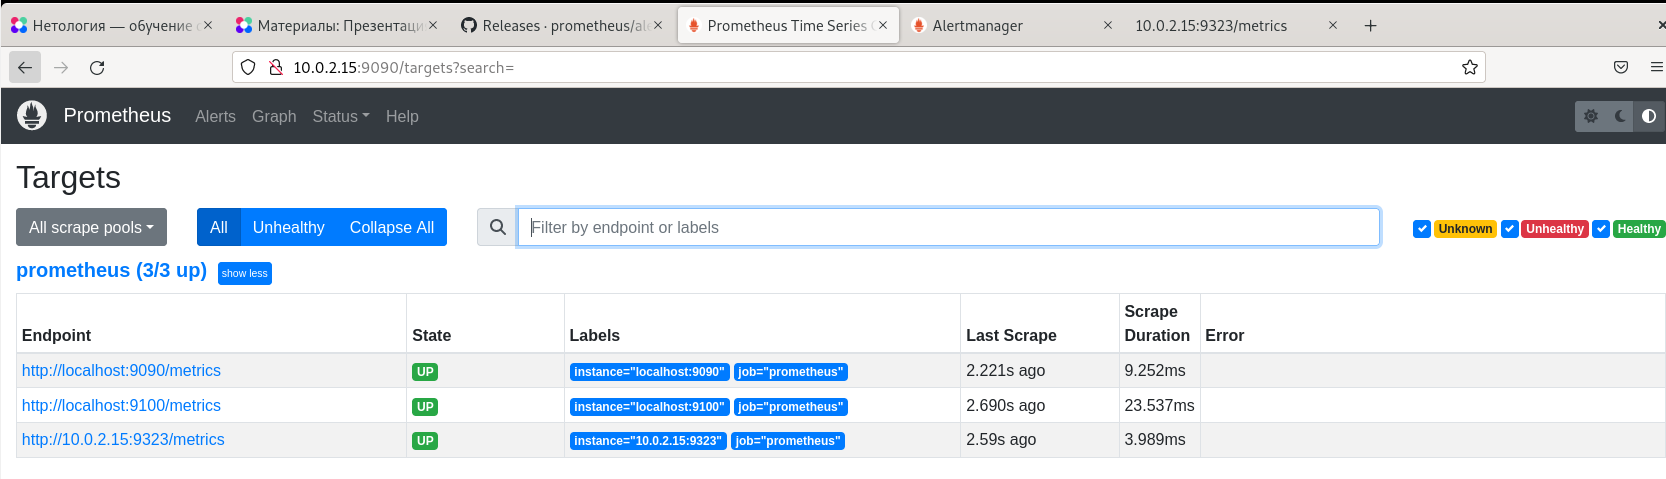 Нетология — обучение
Материалы: Презентаци
Releases · prometheus/al
Prometheus Time Series
Alertmanager
10.0.2.15:9323/metrics
10.0.2.15:9090/targets?search=
Prometheus Alerts Graph Status Help
Targets
All scrape pools All Unhealthy Collapse All Filter by endpoint or labels Unknown Unhealthy Healthy
prometheus (3/3 up) show less
Endpoint State Labels Last Scrape Scrape Duration Error
http://localhost:9090/metrics UP instance="localhost:9090" job="prometheus" 2.221s ago 9.252ms
http://localhost:9100/metrics UP instance="localhost:9100" job="prometheus" 2.690s ago 23.537ms
http://10.0.2.15:9323/metrics UP instance="10.0.2.15:9323" job="prometheus" 2.59s ago 3.989ms